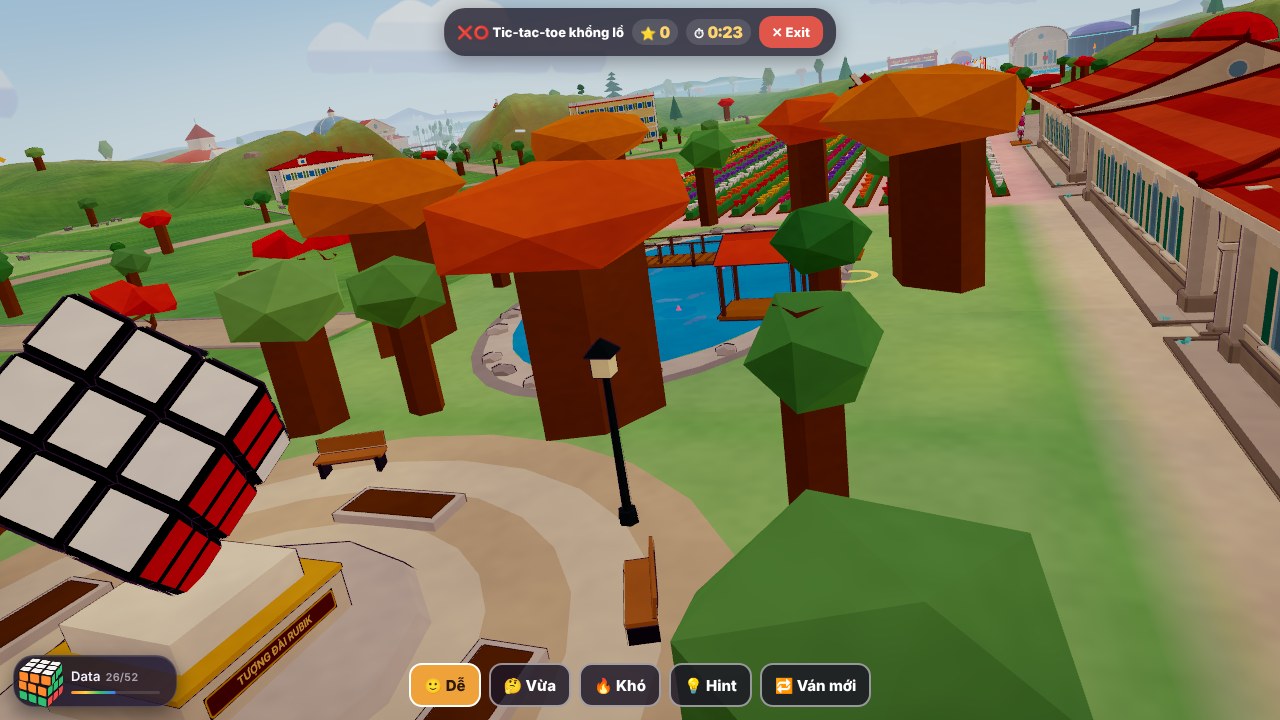 Tic-tac-toe khổng lồ
0
0:23
✕ Exit
TƯỢNG ĐÀI RUBIK
Data 26/52
Dễ
Vừa
Khó
Hint
Ván mới